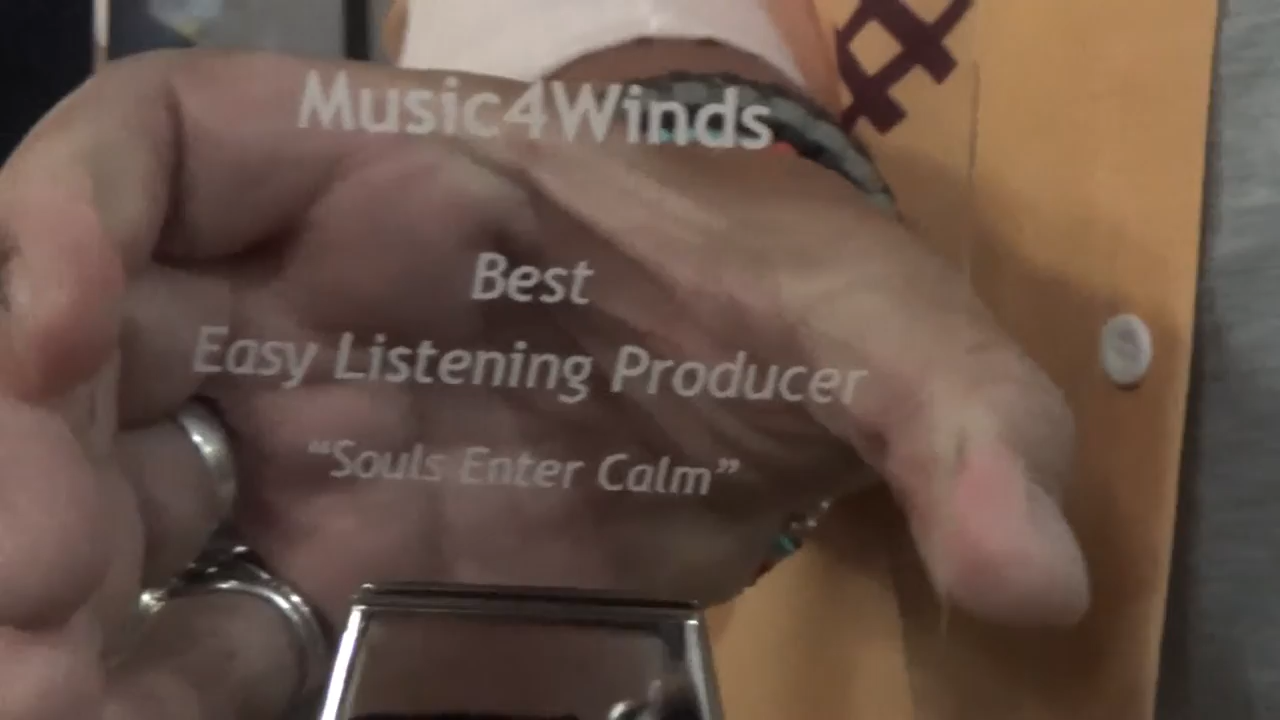 Music4Winds
Best
Easy Listening Producer
“Souls Enter Calm”